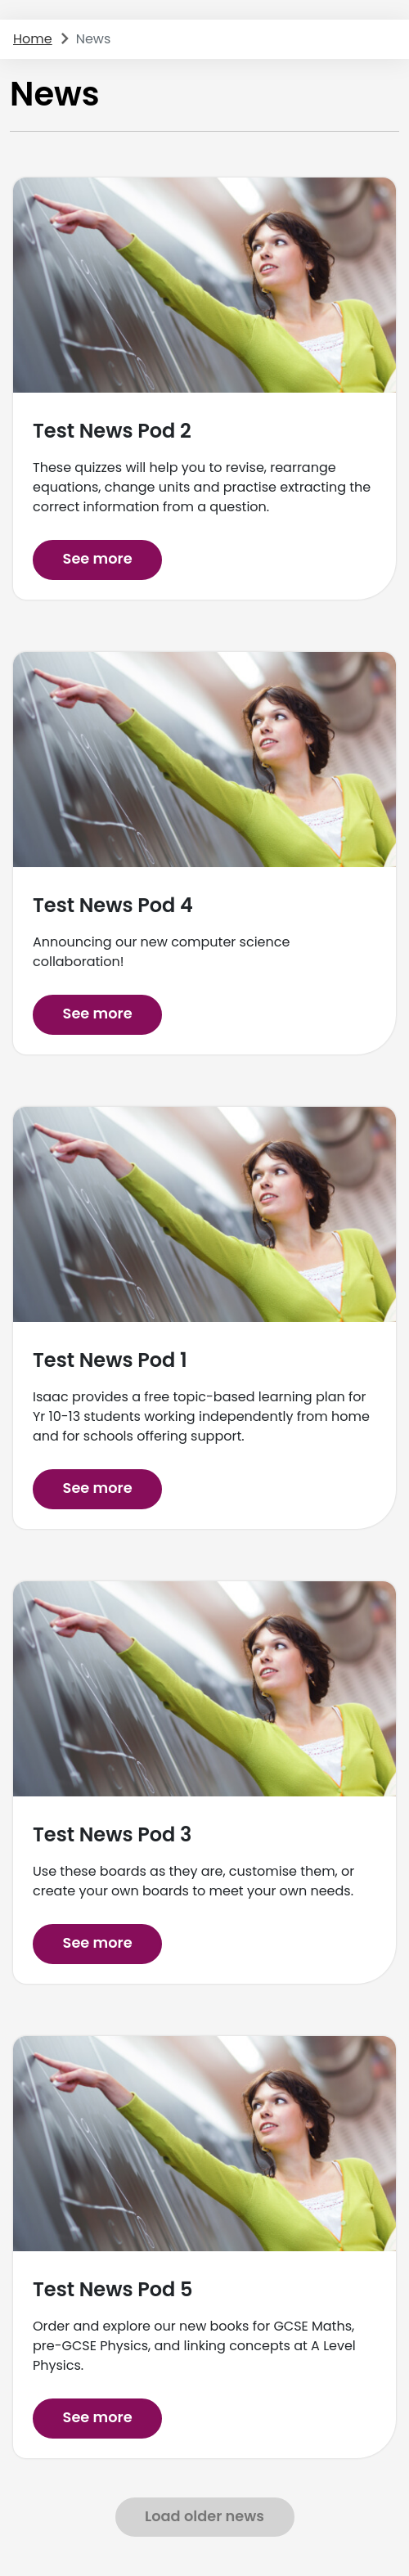 Home > News
News
Test News Pod 2
These quizzes will help you to revise, rearrange
equations, change units and practise extracting the
correct information from a question.
See more
Test News Pod 4
Announcing our new computer science
collaboration!
See more
Test News Pod 1
Isaac provides a free topic-based learning plan for
Yr 10-13 students working independently from home
and for schools offering support.
See more
Test News Pod 3
Use these boards as they are, customise them, or
create your own boards to meet your own needs.
See more
Test News Pod 5
Order and explore our new books for GCSE Maths,
pre-GCSE Physics, and linking concepts at A Level
Physics.
See more
Load older news